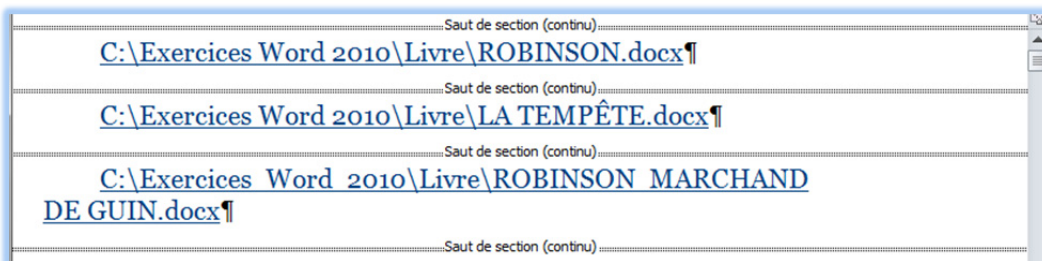 Saut de section (continu)
C:\Exercices Word 2010\Livre\ROBINSON.docx¶
Saut de section (continu)
C:\Exercices Word 2010\Livre\LA TEMPÊTE.docx¶
Saut de section (continu)
C:\Exercices Word 2010\Livre\ROBINSON MARCHAND
DE GUIN.docx¶
Saut de section (continu)